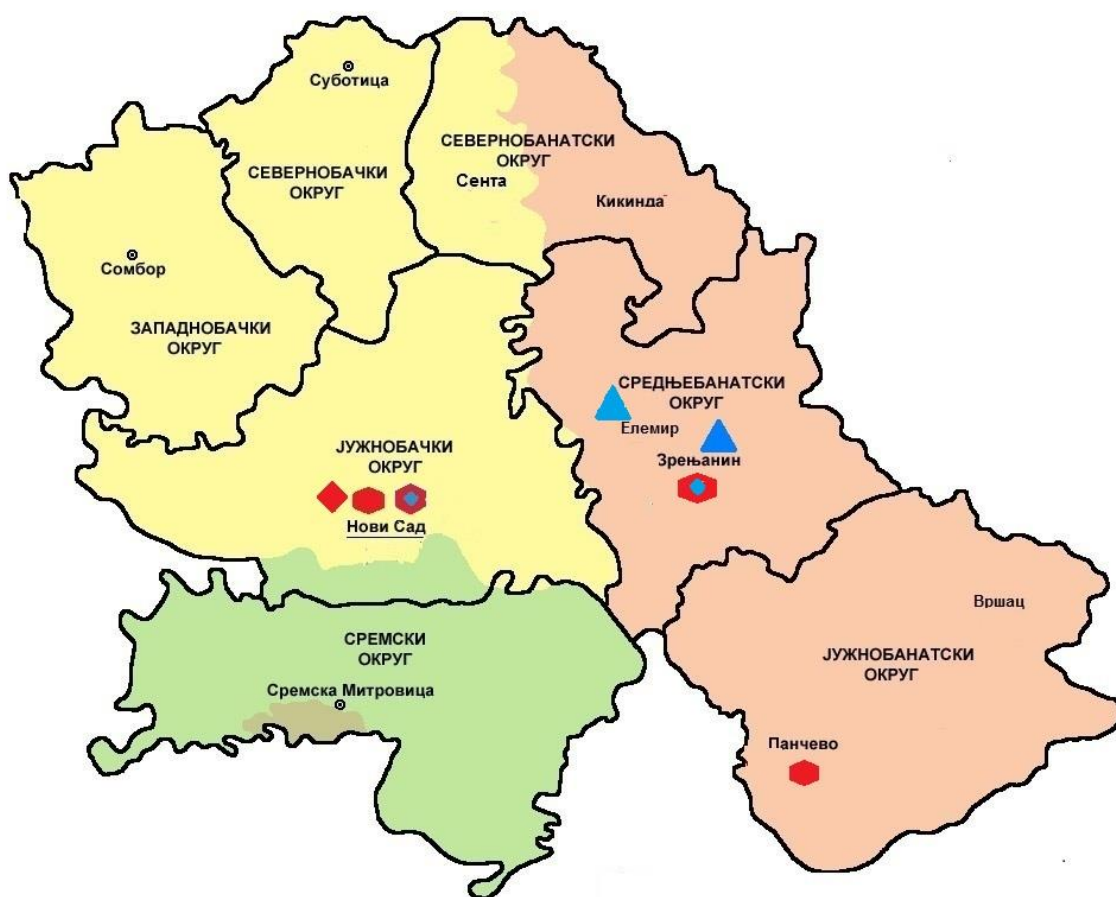 Суботица
СЕВЕРНОБАНАТСКИ
ОКРУГ
СЕВЕРНОБАЧКИ
ОКРУГ
Сента
Кикинда
Сомбор
ЗАПАДНОБАЧКИ
ОКРУГ
СРЕДЊЕБАНАТСКИ
ОКРУГ
Елемир
ЈУЖНОБАЧКИ
ОКРУГ
Зрењанин
Нови Сад
Вршац
СРЕМСКИ
ОКРУГ
ЈУЖНОБАНАТСКИ
ОКРУГ
Сремска Митровица
Панчево